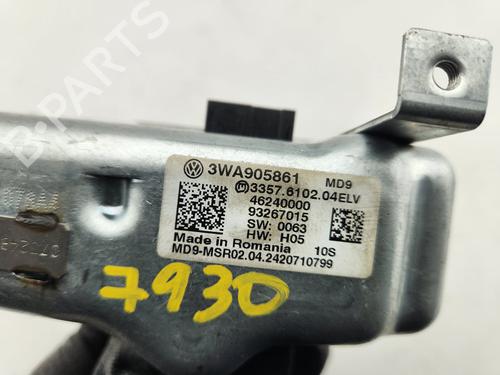 3WA905861 MD9
3357.6102.04ELV
46240000
93267015
SW: 0063
HW: H05
Made in Romania 10S
MD9-MSR02.04.2420710799
7930
B-PARTS